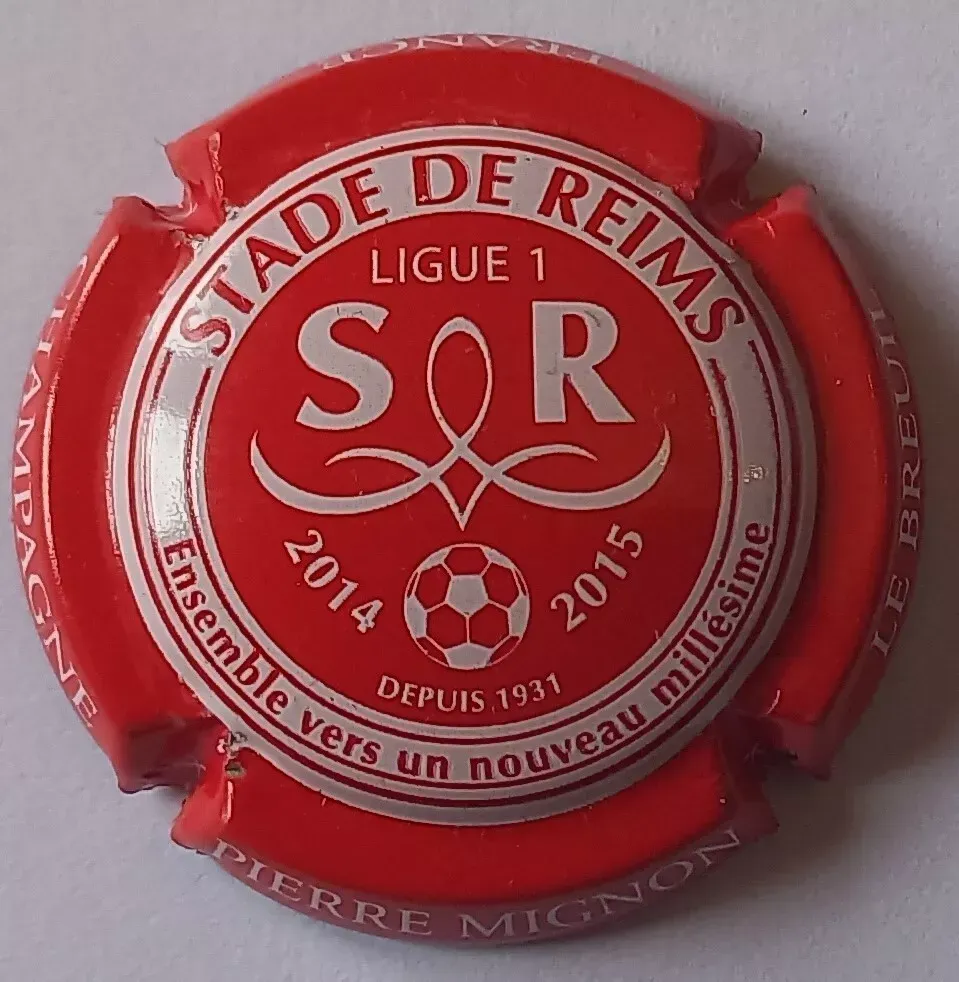 STADE DE REIMS
LIGUE 1
S R
2014 2015
DEPUIS 1931
Ensemble vers un nouveau millésime
CHAMPAGNE
FRANCE
LE BREUIL
PIERRE MIGNON